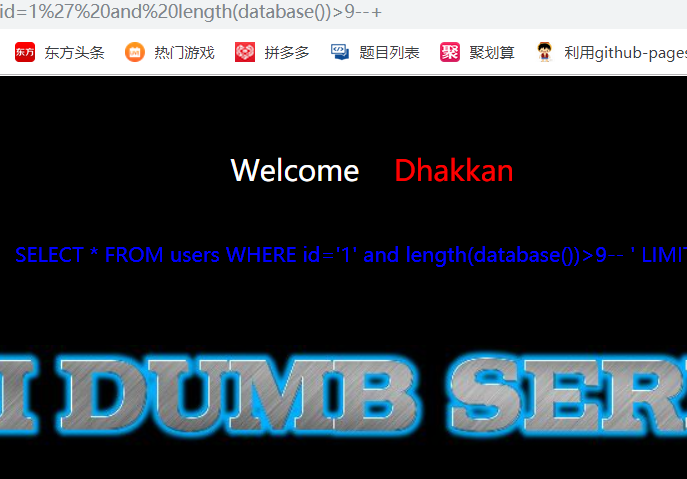 id=1%27%20and%20length(database())>9--+
东方 东方头条 热门游戏 拼多多 题目列表 聚 聚划算 利用github-pages
Welcome Dhakkan
SELECT * FROM users WHERE id='1' and length(database())>9-- ' LIMIT
I DUMB SER